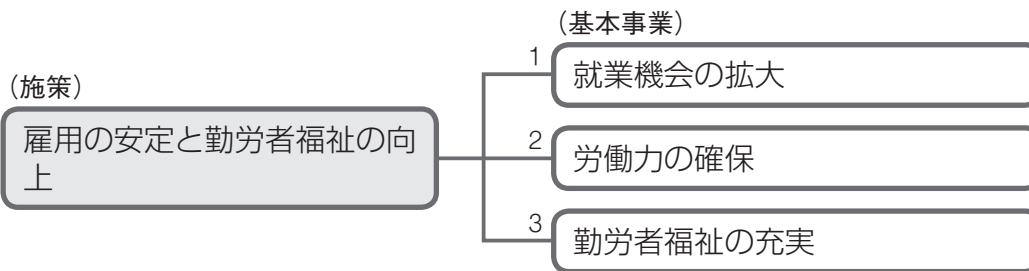 （基本事業）
1
就業機会の拡大
（施策）
雇用の安定と勤労者福祉の向
上
2
労働力の確保
3
勤労者福祉の充実